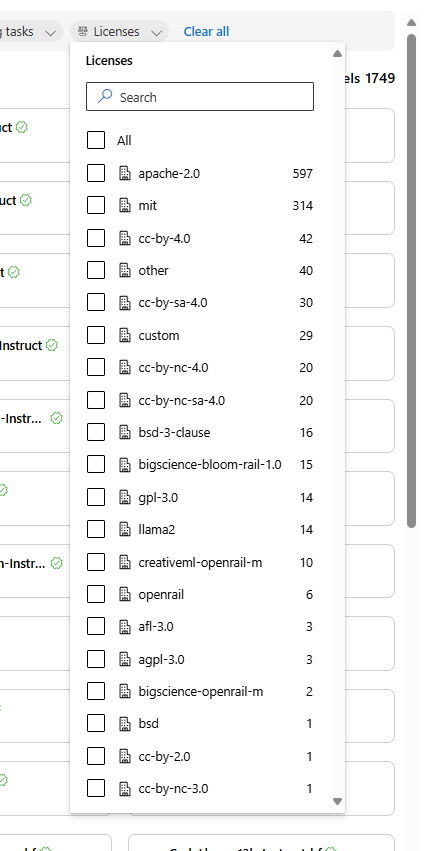 g tasks
Licenses
Clear all
Licenses
els 1749
Search
All
apache-2.0 597
mit 314
cc-by-4.0 42
other 40
cc-by-sa-4.0 30
custom 29
cc-by-nc-4.0 20
cc-by-nc-sa-4.0 20
bsd-3-clause 16
bigscience-bloom-rail-1.0 15
gpl-3.0 14
llama2 14
creativeml-openrail-m 10
openrail 6
afl-3.0 3
agpl-3.0 3
bigscience-openrail-m 2
bsd 1
cc-by-2.0 1
cc-by-nc-3.0 1
uct
uct
t
Instruct
-Instr...
n-Instr...